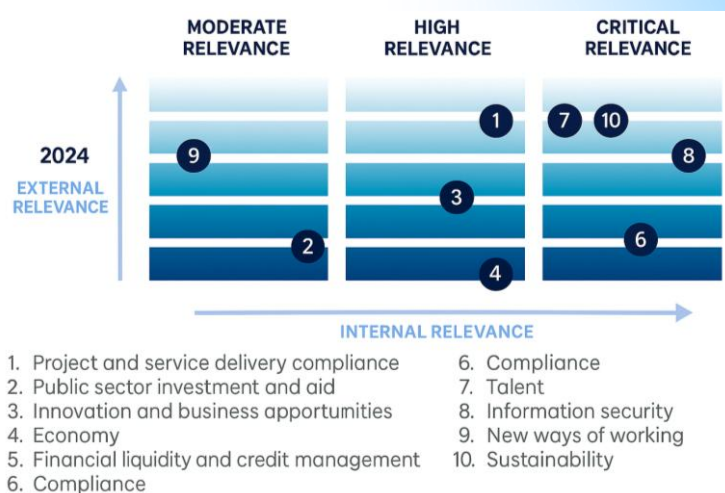 MODERATE
RELEVANCE
HIGH
RELEVANCE
CRITICAL
RELEVANCE
2024
EXTERNAL
RELEVANCE
1
7
10
9
8
3
2
6
4
INTERNAL RELEVANCE
1. Project and service delivery compliance
2. Public sector investment and aid
3. Innovation and business apportumities
4. Economy
5. Financial liquidity and credit management
6. Compliance
6. Compliance
7. Talent
8. Information security
9. New ways of working
10. Sustainability